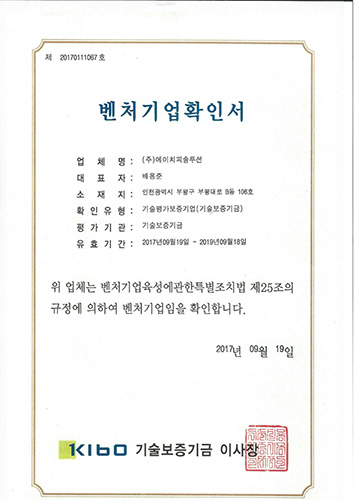 제 20170111067 호
벤처기업확인서
업 체 명 : (주)에이치피솔루션
대 표 자 : 배용준
소 재 지 : 인천광역시 부평구 부평대로 B동 106호
확 인 유 형 : 기술평가보증기업(기술보증기금)
평 가 기 관 : 기술보증기금
유 효 기 간 : 2017년09월19일 ~ 2019년09월18일
위 업체는 벤처기업육성에관한특별조치법 제25조의
규정에 의하여 벤처기업임을 확인합니다.
2017년 09월 19일
KIBO 기술보증기금 이사장